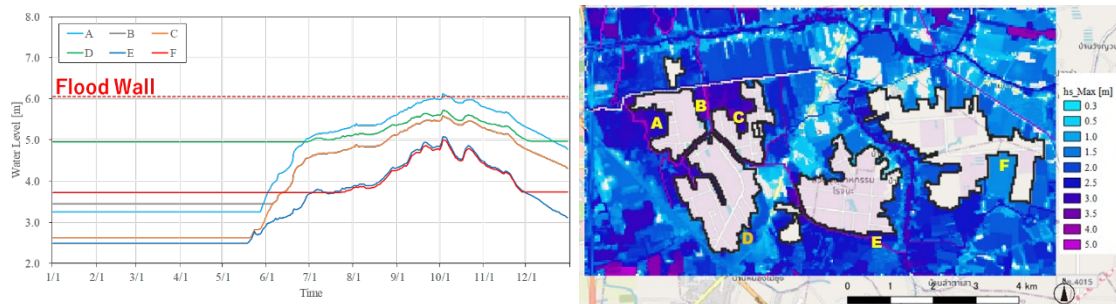 A B C
D E F
Flood Wall
Water Level [m]
8.0
7.0
6.0
5.0
4.0
3.0
2.0
1/1 2/1 3/1 4/1 5/1 6/1 7/1 8/1 9/1 10/1 11/1 12/1
Time
A
B
C
D
E
F
hs_Max [m]
0.3
0.5
1.0
1.5
2.0
2.5
3.0
3.5
4.0
5.0
0 1 2 3 4 km